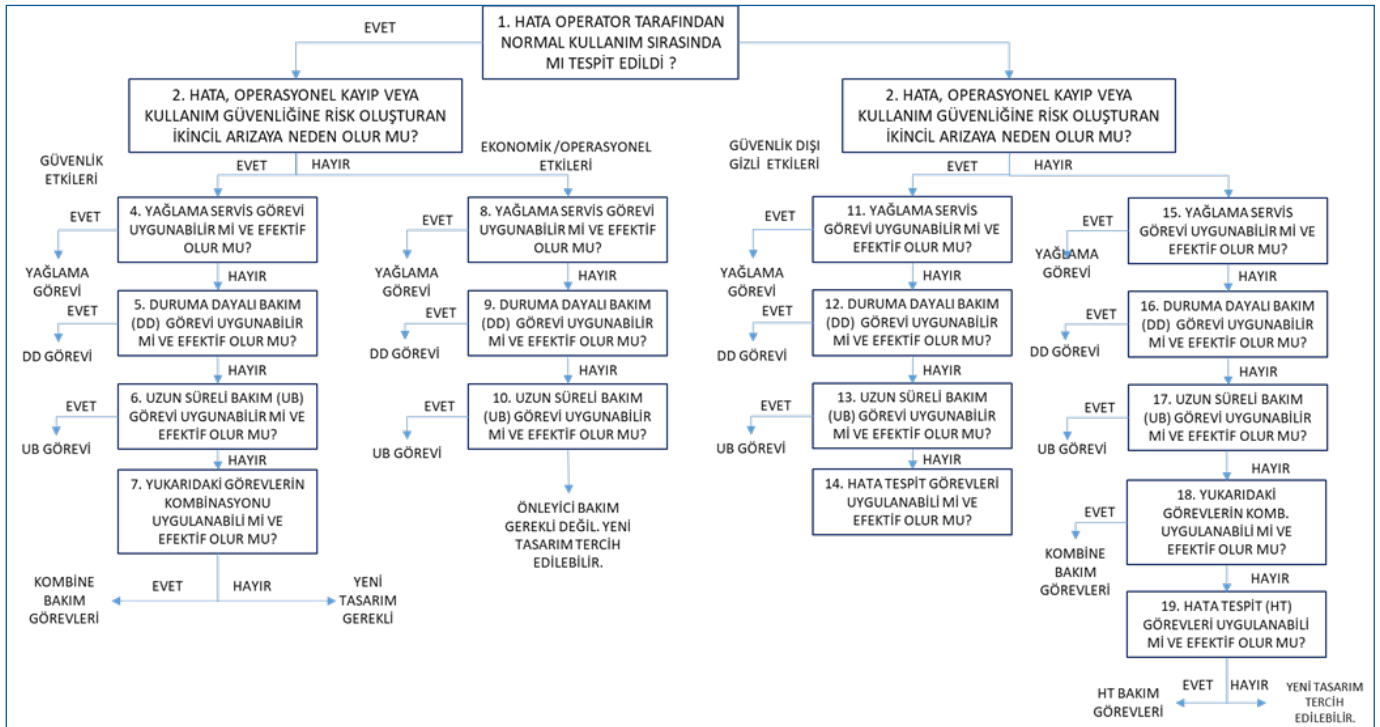 EVET
1. HATA OPERATOR TARAFINDAN
NORMAL KULLANIM SIRASINDA
MI TESPİT EDİLDİ ?
2. HATA, OPERASYONEL KAYIP VEYA
KULLANIM GÜVENLİĞİNE RİSK OLUŞTURAN
İKİNCİL ARIZAYA NEDEN OLUR MU?
2. HATA, OPERASYONEL KAYIP VEYA
KULLANIM GÜVENLİĞİNE RİSK OLUŞTURAN
İKİNCİL ARIZAYA NEDEN OLUR MU?
GÜVENLİK
ETKİLERİ
EVET
HAYIR
EKONOMİK /OPERASYONEL
ETKİLERİ
GÜVENLİK DIŞI
GİZLİ ETKİLERİ
EVET
HAYIR
EVET
4. YAĞLAMA SERVİS GÖREVİ
UYGUNABİLİR Mİ VE EFEKTİF
OLUR MU?
YAĞLAMA
GÖREVİ
HAYIR
EVET
5. DURUMA DAYALI BAKIM
(DD) GÖREVİ UYGUNABİLİR
Mİ VE EFEKTİF OLUR MU?
DD GÖREVİ
HAYIR
EVET
6. UZUN SÜRELİ BAKIM (UB)
GÖREVİ UYGUNABİLİR Mİ VE
EFEKTİF OLUR MU?
UB GÖREVİ
HAYIR
7. YUKARIDAKİ GÖREVLERİN
KOMBİNASYONU
UYGULANABİLİ Mİ VE
EFEKTİF OLUR MU?
KOMBİNE
BAKIM
GÖREVLERİ
EVET
HAYIR
YENİ
TASARIM
GEREKLİ
EVET
8. YAĞLAMA SERVİS GÖREVİ
UYGUNABİLİR Mİ VE EFEKTİF
OLUR MU?
YAĞLAMA
GÖREVİ
HAYIR
EVET
9. DURUMA DAYALI BAKIM
(DD) GÖREVİ UYGUNABİLİR
Mİ VE EFEKTİF OLUR MU?
DD GÖREVİ
HAYIR
EVET
10. UZUN SÜRELİ BAKIM
(UB) GÖREVİ UYGUNABİLİR
Mİ VE EFEKTİF OLUR MU?
UB GÖREVİ
ÖNLEYİCİ BAKIM
GEREKLİ DEĞİL. YENİ
TASARIM TERCİH
EDİLEBİLİR.
EVET
11. YAĞLAMA SERVİS
GÖREVİ UYGUNABİLİR Mİ VE
EFEKTİF OLUR MU?
YAĞLAMA
GÖREVİ
HAYIR
EVET
12. DURUMA DAYALI BAKIM
(DD) GÖREVİ UYGUNABİLİR
Mİ VE EFEKTİF OLUR MU?
DD GÖREVİ
HAYIR
EVET
13. UZUN SÜRELİ BAKIM
(UB) GÖREVİ UYGUNABİLİR
Mİ VE EFEKTİF OLUR MU?
UB GÖREVİ
HAYIR
14. HATA TESPİT GÖREVLERİ
UYGULANABİLİ Mİ VE
EFEKTİF OLUR MU?
EVET
15. YAĞLAMA SERVİS
GÖREVİ UYGUNABİLİR Mİ VE
EFEKTİF OLUR MU?
YAĞLAMA
GÖREVİ
HAYIR
EVET
16. DURUMA DAYALI BAKIM
(DD) GÖREVİ UYGUNABİLİR
Mİ VE EFEKTİF OLUR MU?
DD GÖREVİ
HAYIR
EVET
17. UZUN SÜRELİ BAKIM
(UB) GÖREVİ UYGUNABİLİR
Mİ VE EFEKTİF OLUR MU?
UB GÖREVİ
HAYIR
EVET
18. YUKARIDAKİ
GÖREVLERİN KOMB.
UYGULANABİLİ Mİ VE
EFEKTİF OLUR MU?
KOMBİNE
BAKIM
GÖREVLERİ
HAYIR
19. HATA TESPİT (HT)
GÖREVLERİ UYGULANABİLİ
Mİ VE EFEKTİF OLUR MU?
HT BAKIM
GÖREVLERİ
EVET
HAYIR
YENİ TASARIM
TERCİH
EDİLEBİLİR.